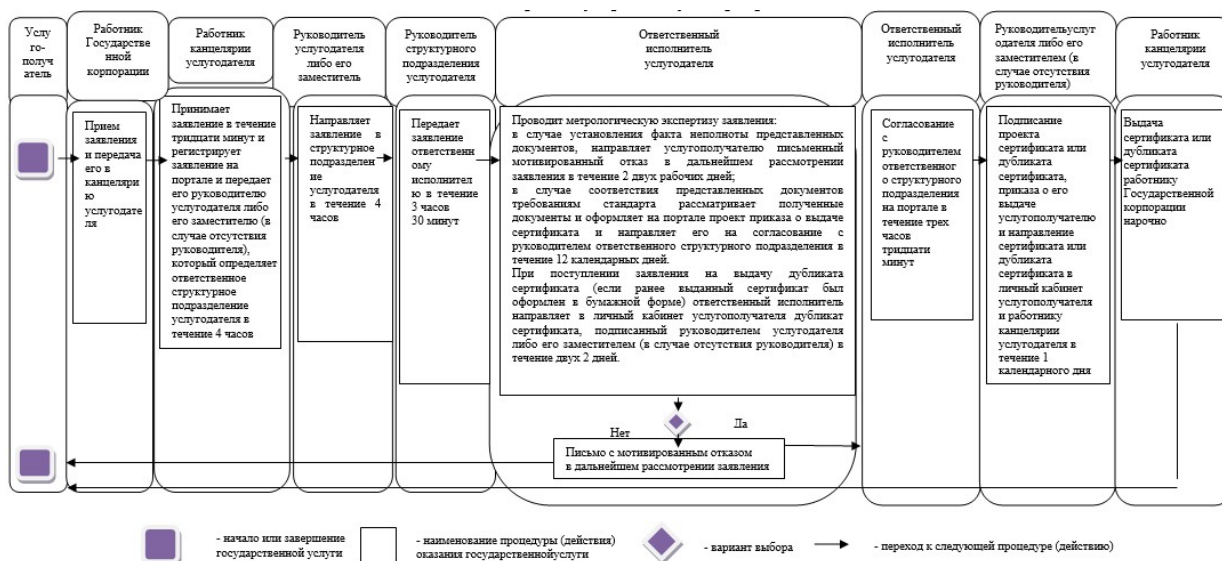 Услу
го-
получ
атель
Работник
Государстве
нной
корпорации
Работник
канцелярии
услугодателя
Руководитель
услугодателя
либо его
заместитель
Руководитель
структурного
подразделения
услугодателя
Ответственный
исполнитель
услугодателя
Ответственный
исполнитель
услугодателя
Руководительуслуг
одателя либо его
заместителем (в
случае отсутствия
руководителя)
Работник
канцелярии
услугодателя
Прием
заявления
и передача
его в
канцеляри
ю
услугодате
ля
Принимает
заявление в течение
тридцати минут и
регистрирует
заявление на
портале и передает
его руководителю
услугодателя либо
его заместителю (в
случае отсутствия
руководителя),
который определяет
ответственное
структурное
подразделение
услугодателя в
течение 4 часов
Направляет
заявление в
структурное
подразделен
ие
услугодателя
в течение 4
часов
Передает
заявление
ответственн
ому
исполнител
ю в течение
3 часов
30 минут
Проводит метрологическую экспертизу заявления:
в случае установления факта неполноты представленных
документов, направляет услугополучателю письменный
мотивированный отказ в дальнейшем рассмотрении
заявления в течение 2 двух рабочих дней;
в случае соответствия представленных документов
требованиям стандарта рассматривает полученные
документы и оформляет на портале проект приказа о выдаче
сертификата и направляет его на согласование с
руководителем ответственного структурного подразделения в
течение 12 календарных дней.
При поступлении заявления на выдачу дубликата
сертификата (если ранее выданный сертификат был
оформлен в бумажной форме) ответственный исполнитель
направляет в личный кабинет услугополучателя дубликат
сертификата, подписанный руководителем услугодателя
либо его заместителем (в случае отсутствия руководителя) в
течение двух 2 дней.
Согласование
с
руководителем
ответственног
о структурного
подразделения
на портале в
течение трех
часов
тридцати
минут
Подписание
проекта
сертификата или
дубликата
сертификата,
приказа о его
выдаче
услугополучателю
и направление
сертификата или
дубликата
сертификата в
личный кабинет
услугополучателя
и работнику
канцелярии
услугодателя в
течение 1
календарного дня
Выдача
сертификата или
дубликата
сертификата
работнику
Государственной
корпорации
нарочно
Нет
Да
Письмо с мотивированным отказом
в дальнейшем рассмотрении заявления
- начало или завершение
государственной услуги
- наименование процедуры (действия)
оказания государственнойуслуги
- вариант выбора
- переход к следующей процедуре (действию)